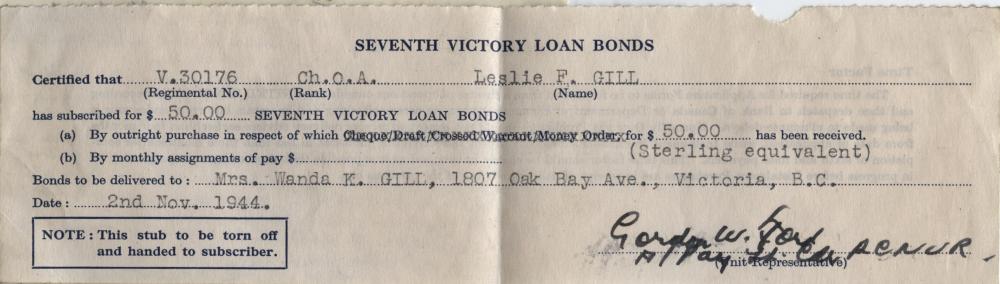 SEVENTH VICTORY LOAN BONDS
Certified that V.30176 Ch.O.A. Leslie F. GILL
(Regimental No.) (Rank) (Name)
has subscribed for $ 50.00 SEVENTH VICTORY LOAN BONDS
(a) By outright purchase in respect of which Cheque/Draft/Crossed Warrant/Money Order, for $ 50.00 has been received.
(b) By monthly assignments of pay $ (Sterling equivalent)
Bonds to be delivered to : Mrs. Wanda K. GILL, 1807 Oak Bay Ave., Victoria, B.C.
Date : 2nd Nov. 1944.
NOTE : This stub to be torn off
and handed to subscriber.
Gordon W.
RCNVR
(Unit Representative)